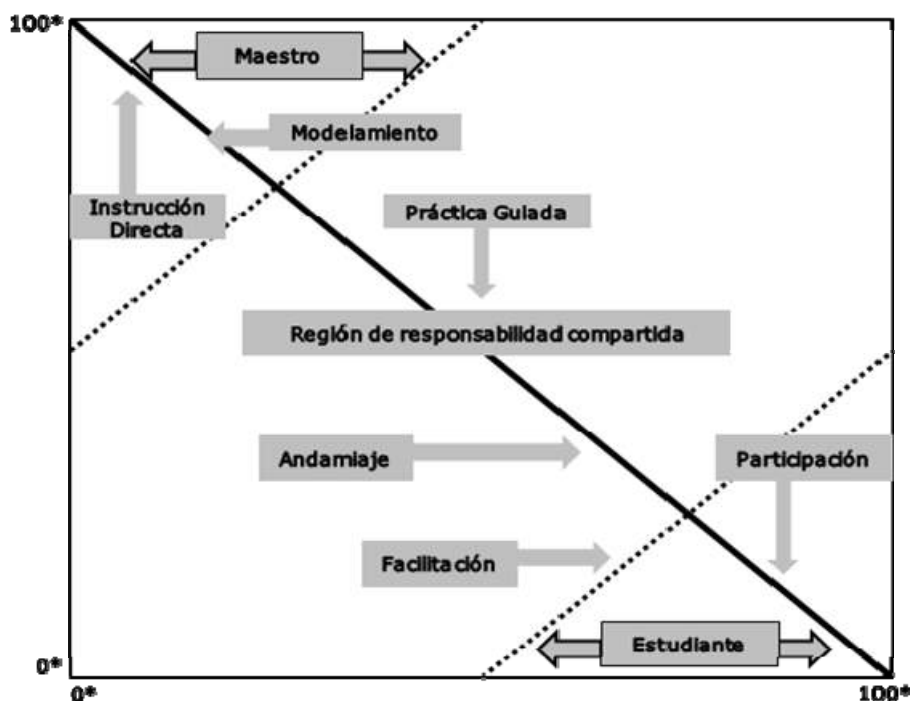 100*
Maestro
Modelamiento
Instrucción
Directa
Práctica Guiada
Región de responsabilidad compartida
Andamiaje
Participación
Facilitación
Estudiante
0*
0*
100*